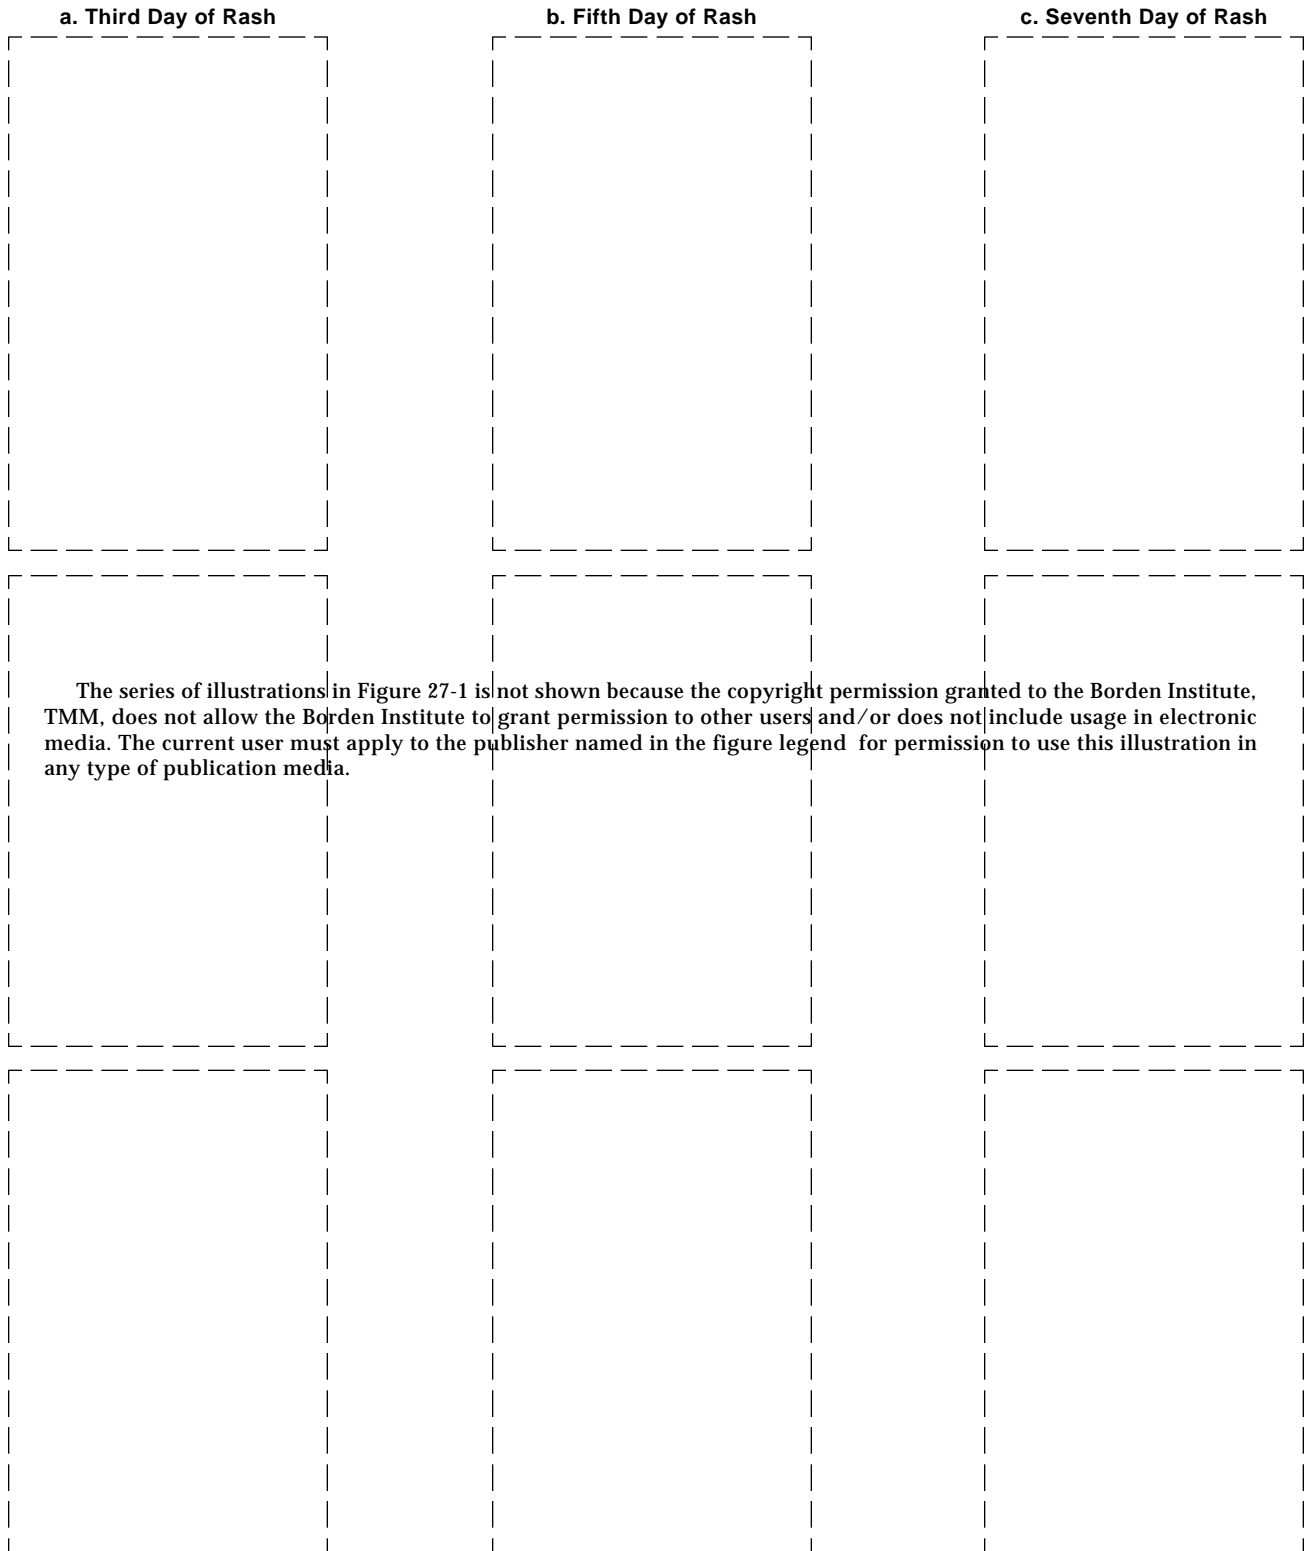 a. Third Day of Rash
b. Fifth Day of Rash
c. Seventh Day of Rash
The series of illustrations in Figure 27-1 is not shown because the copyright permission granted to the Borden Institute,
TMM, does not allow the Borden Institute to grant permission to other users and/or does not include usage in electronic
media. The current user must apply to the publisher named in the figure legend for permission to use this illustration in
any type of publication media.